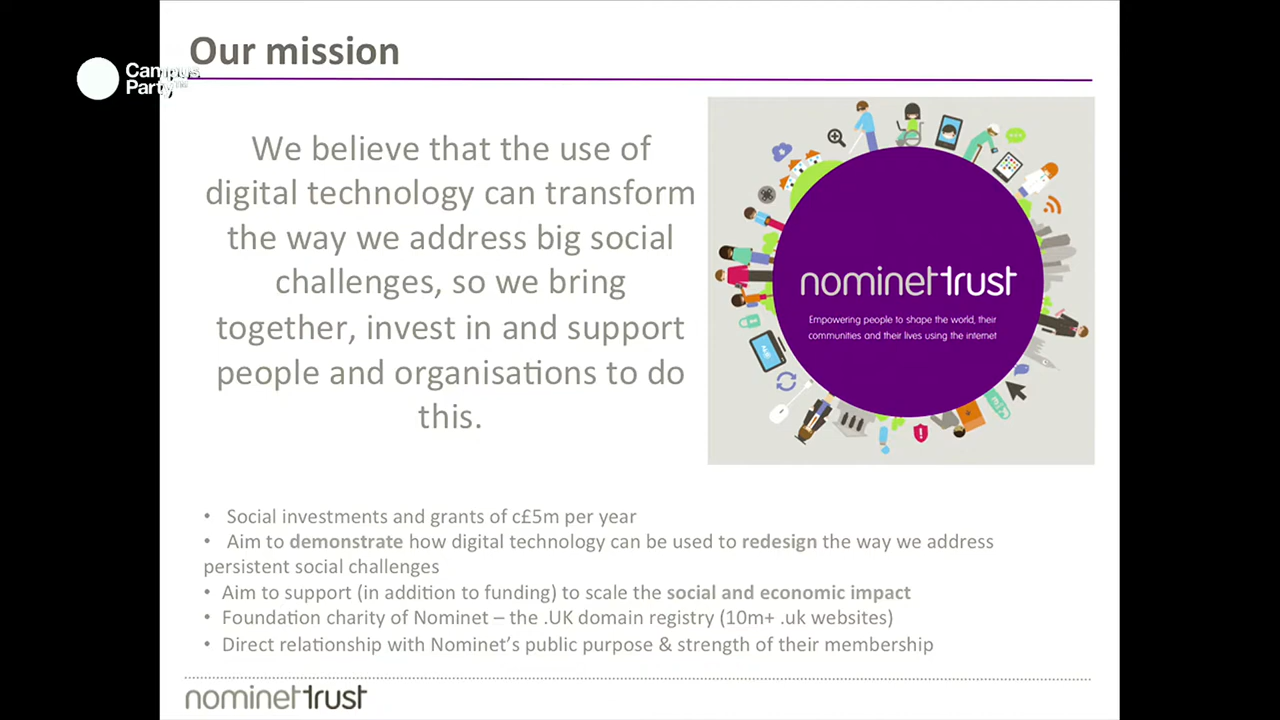 Our mission
Campus
Party™
We believe that the use of
digital technology can transform
the way we address big social
challenges, so we bring
together, invest in and support
people and organisations to do
this.
nominettrust
Empowering people to shape the world, their
communities and their lives using the internet
• Social investments and grants of c£5m per year
• Aim to demonstrate how digital technology can be used to redesign the way we address
persistent social challenges
• Aim to support (in addition to funding) to scale the social and economic impact
• Foundation charity of Nominet – the .UK domain registry (10m+ .uk websites)
• Direct relationship with Nominet’s public purpose & strength of their membership
nominettrust